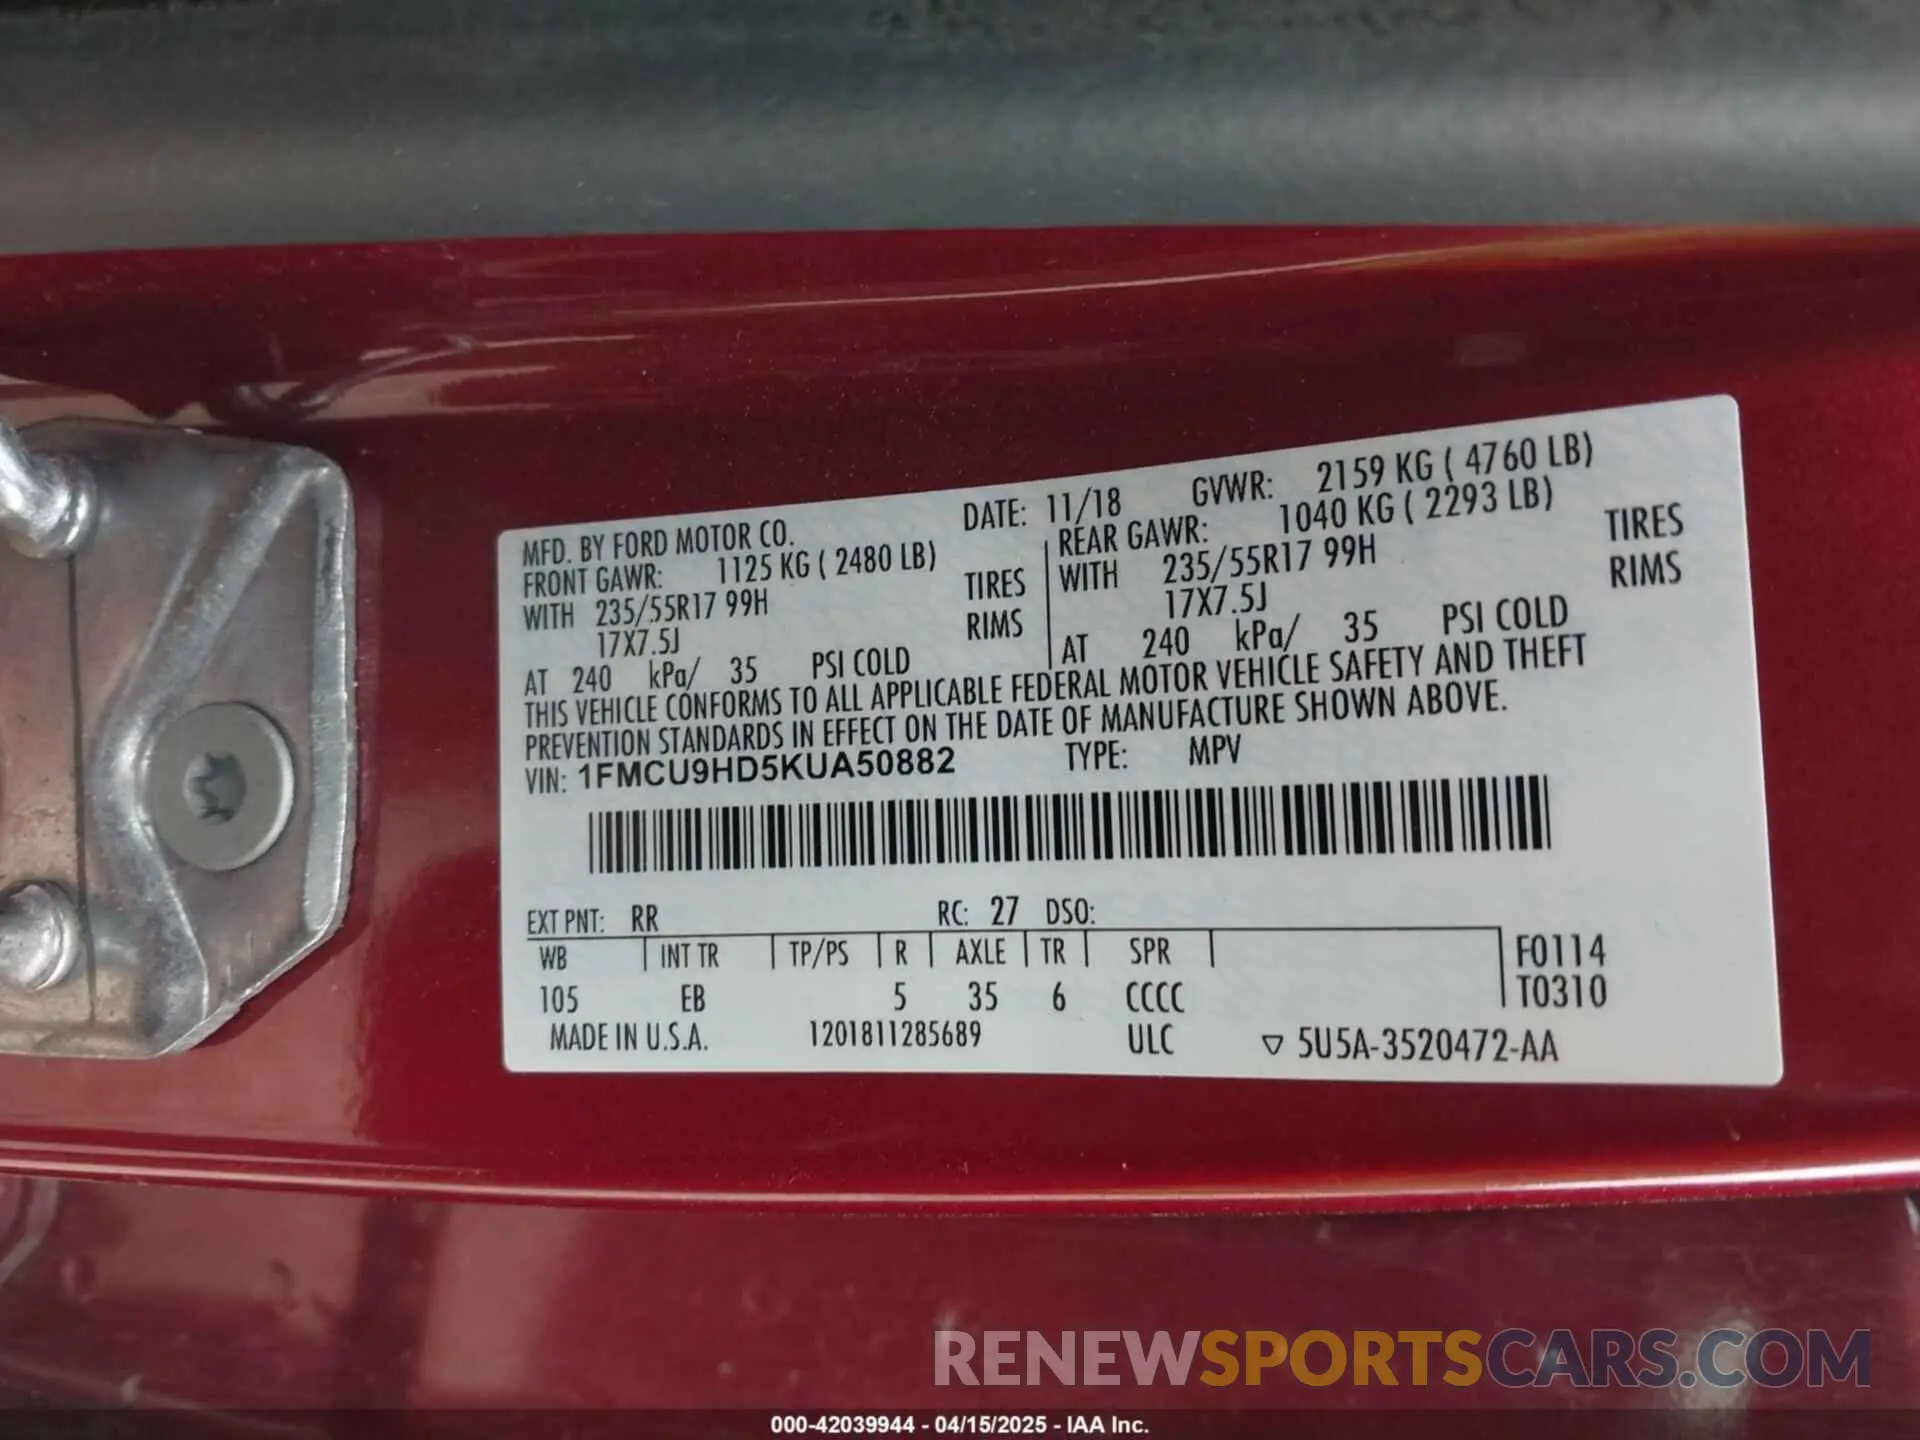 MFD. BY FORD MOTOR CO. DATE: 11/18 GVWR: 2159 KG ( 4760 LB)
FRONT GAWR: 1125 KG ( 2480 LB) REAR GAWR: 1040 KG ( 2293 LB)
WITH 235/55R17 99H TIRES WITH 235/55R17 99H TIRES
17X7.5J RIMS 17X7.5J RIMS
AT 240 kPa/ 35 PSI COLD AT 240 kPa/ 35 PSI COLD
THIS VEHICLE CONFORMS TO ALL APPLICABLE FEDERAL MOTOR VEHICLE SAFETY AND THEFT
PREVENTION STANDARDS IN EFFECT ON THE DATE OF MANUFACTURE SHOWN ABOVE.
VIN: 1FMCU9HD5KUA50882 TYPE: MPV
EXT PNT: RR RC: 27 DSO:
WB INT TR TP/PS R AXLE TR SPR F0114
105 EB 5 35 6 CCCC T0310
MADE IN U.S.A. 1201811285689 ULC ▽ 5U5A-3520472-AA
RENEWSPORTSCARS.COM
000-42039944 - 04/15/2025 - IAA Inc.